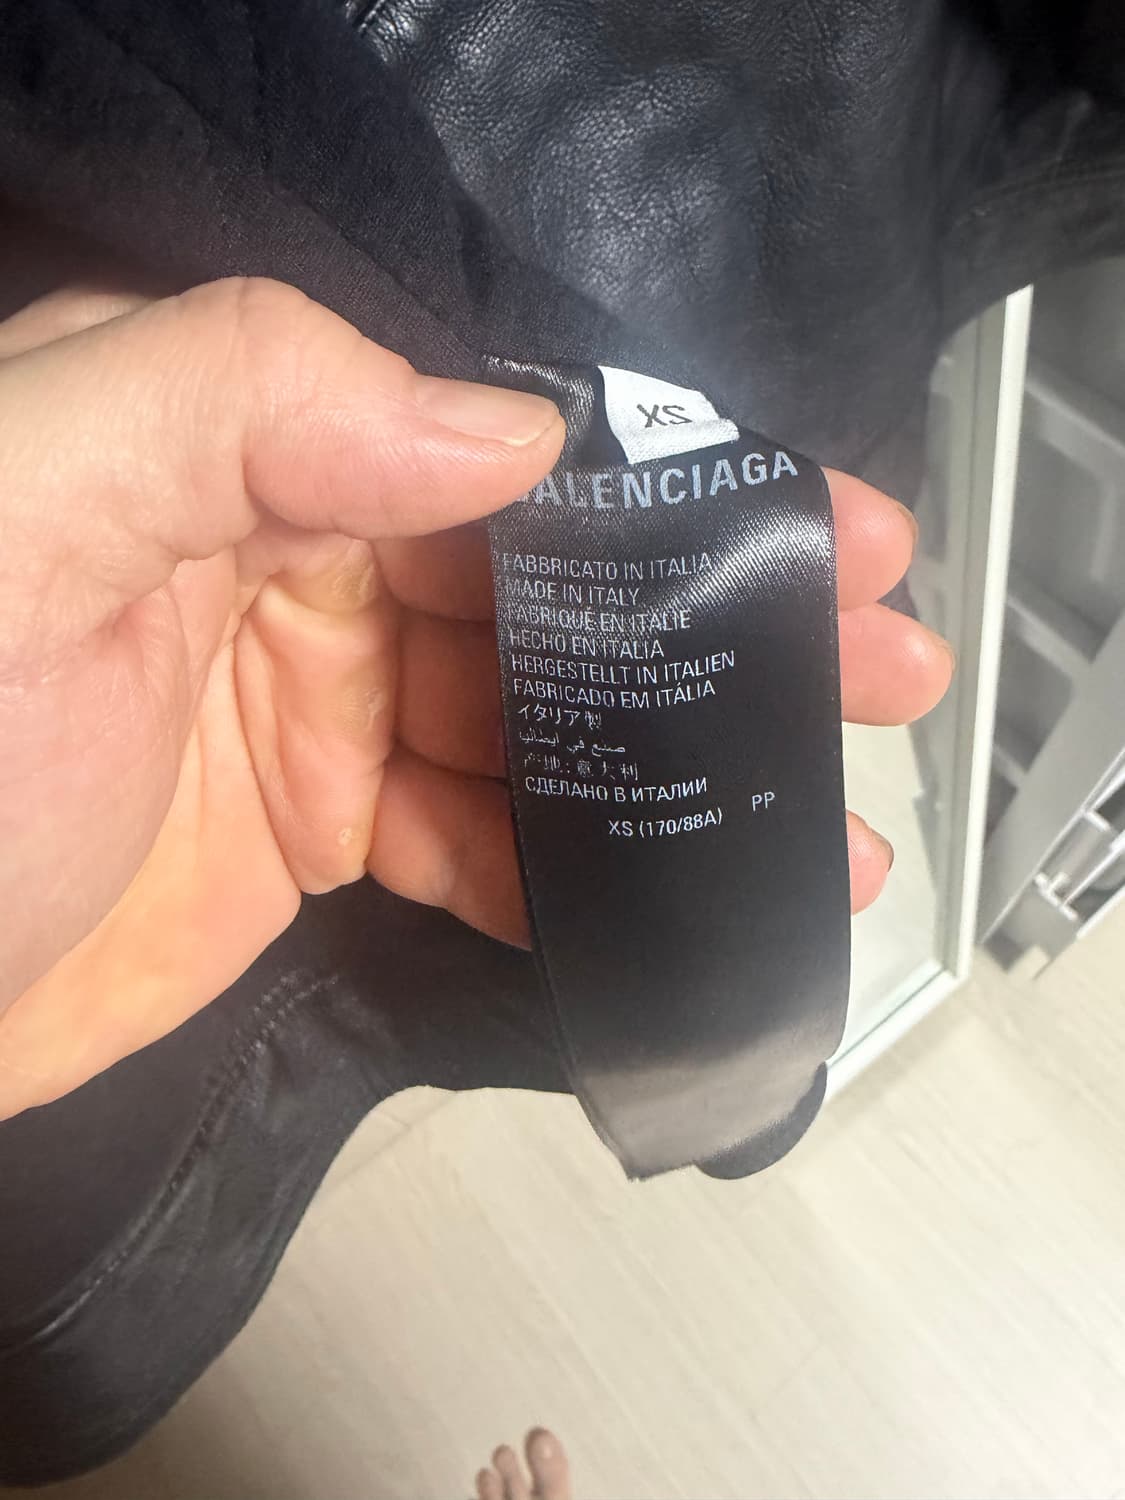 XS
BALENCIAGA
FABBRICATO IN ITALIA
MADE IN ITALY
FABRIQUÉ EN ITALIE
HECHO EN ITALIA
HERGESTELLT IN ITALIEN
FABRICADO EM ITÁLIA
イタリア製
صنع في إيطاليا
产地：意大利
СДЕЛАНО В ИТАЛИИ
XS (170/88A) PP